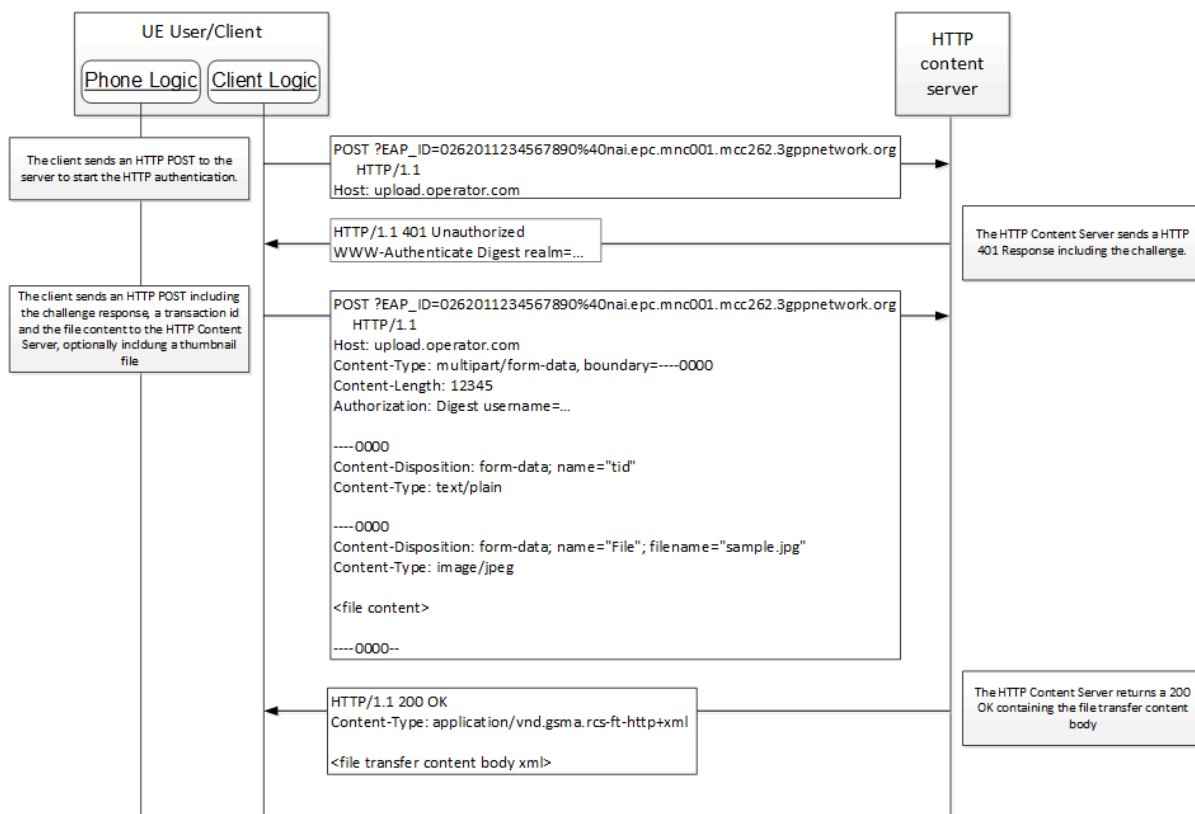 UE User/Client
Phone Logic
Client Logic
HTTP
content
server
The client sends an HTTP POST to the
server to start the HTTP authentication.
POST ?EAP_ID=0262011234567890%40nai.epc.mnc001.mcc262.3gppnetwork.org
HTTP/1.1
Host: upload.operator.com
HTTP/1.1 401 Unauthorized
WWW-Authenticate Digest realm=...
The HTTP Content Server sends a HTTP
401 Response including the challenge.
The client sends an HTTP POST including
the challenge response, a transaction id
and the file content to the HTTP Content
Server, optionally incldung a thumbnail
file
POST ?EAP_ID=0262011234567890%40nai.epc.mnc001.mcc262.3gppnetwork.org
HTTP/1.1
Host: upload.operator.com
Content-Type: multipart/form-data, boundary=----0000
Content-Length: 12345
Authorization: Digest username=...
----0000
Content-Disposition: form-data; name="tid"
Content-Type: text/plain
----0000
Content-Disposition: form-data; name="File"; filename="sample.jpg"
Content-Type: image/jpeg
<file content>
----0000--
HTTP/1.1 200 OK
Content-Type: application/vnd.gsma.rcs-ft-http+xml
<file transfer content body xml>
The HTTP Content Server returns a 200
OK containing the file transfer content
body